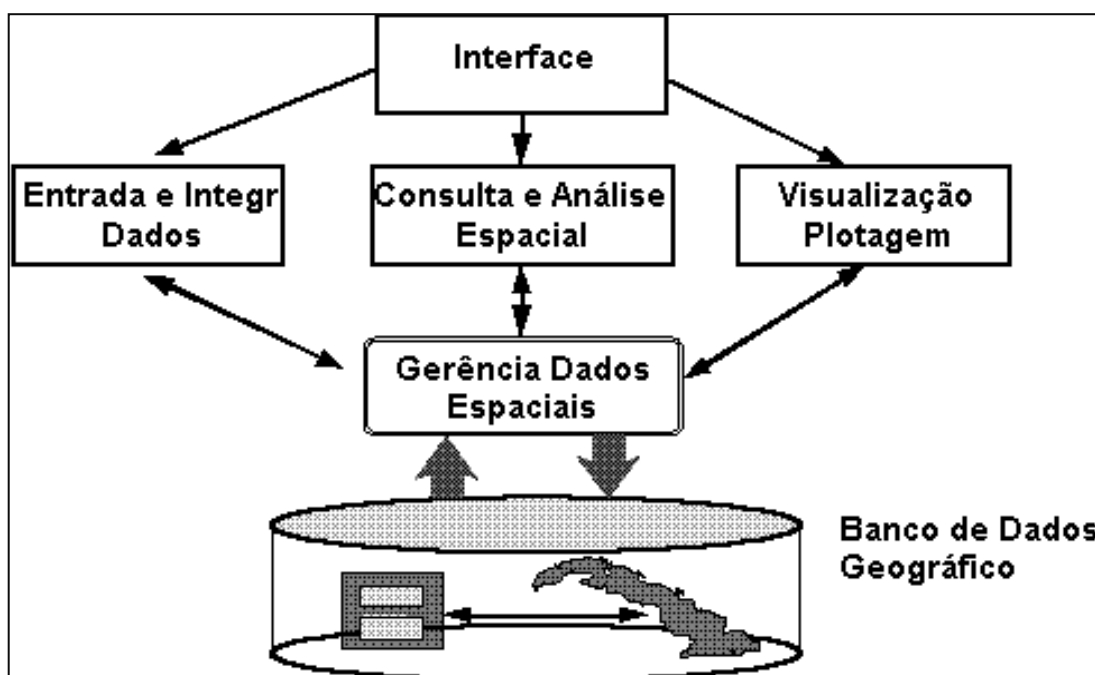 Interface
Entrada e Integr
Dados
Consulta e Análise
Espacial
Visualização
Plotagem
Gerência Dados
Espaciais
Banco de Dados
Geográfico